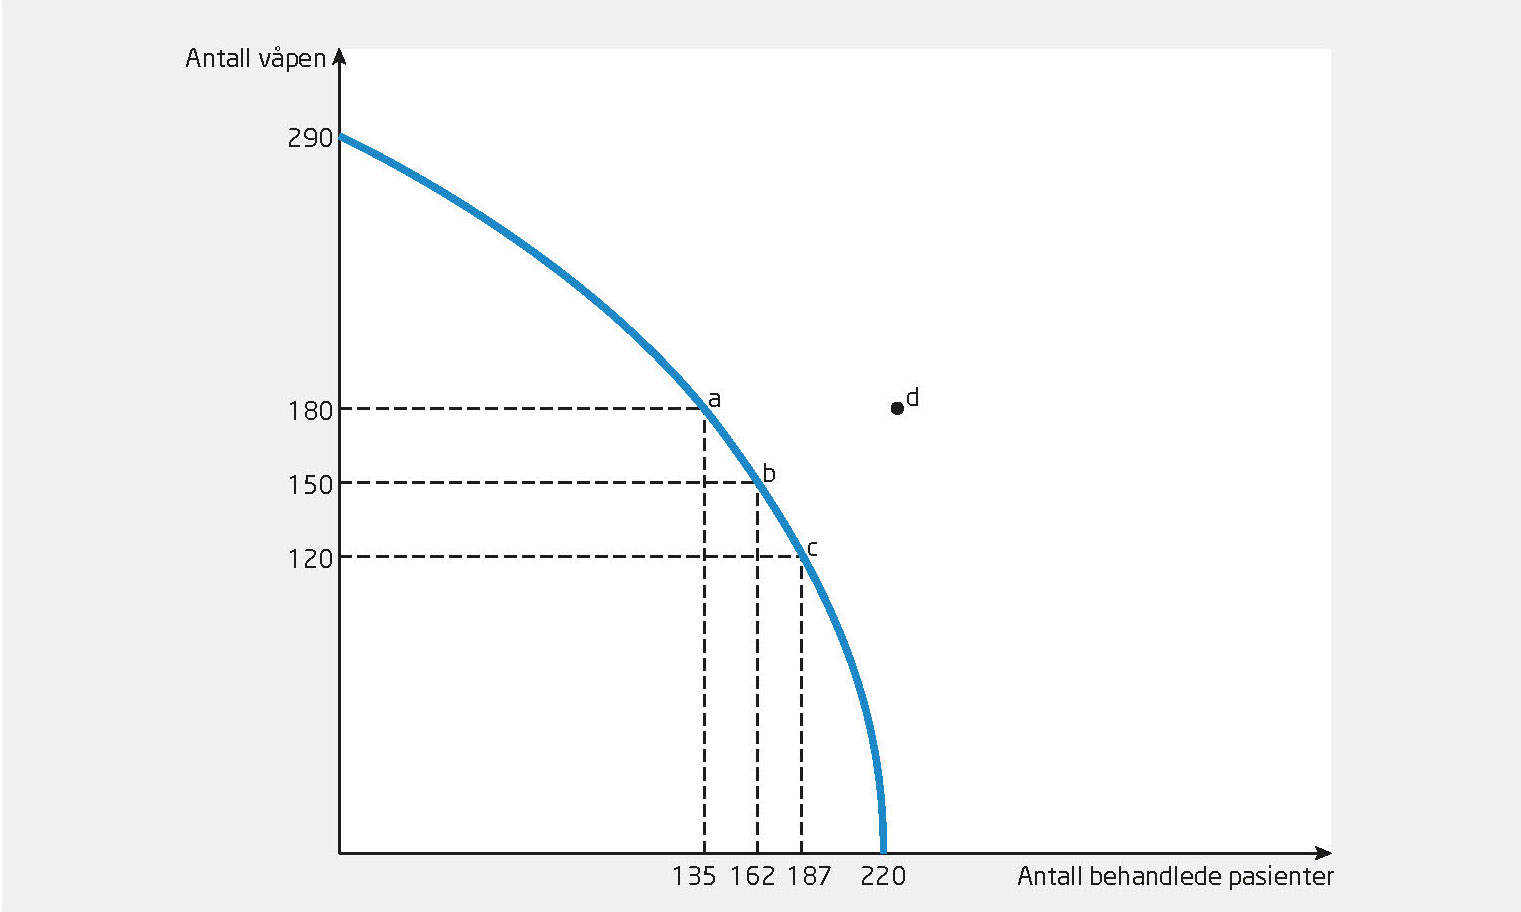 Antall våpen
290
180
a
d
150
b
120
c
135 162 187 220
Antall behandlede pasienter